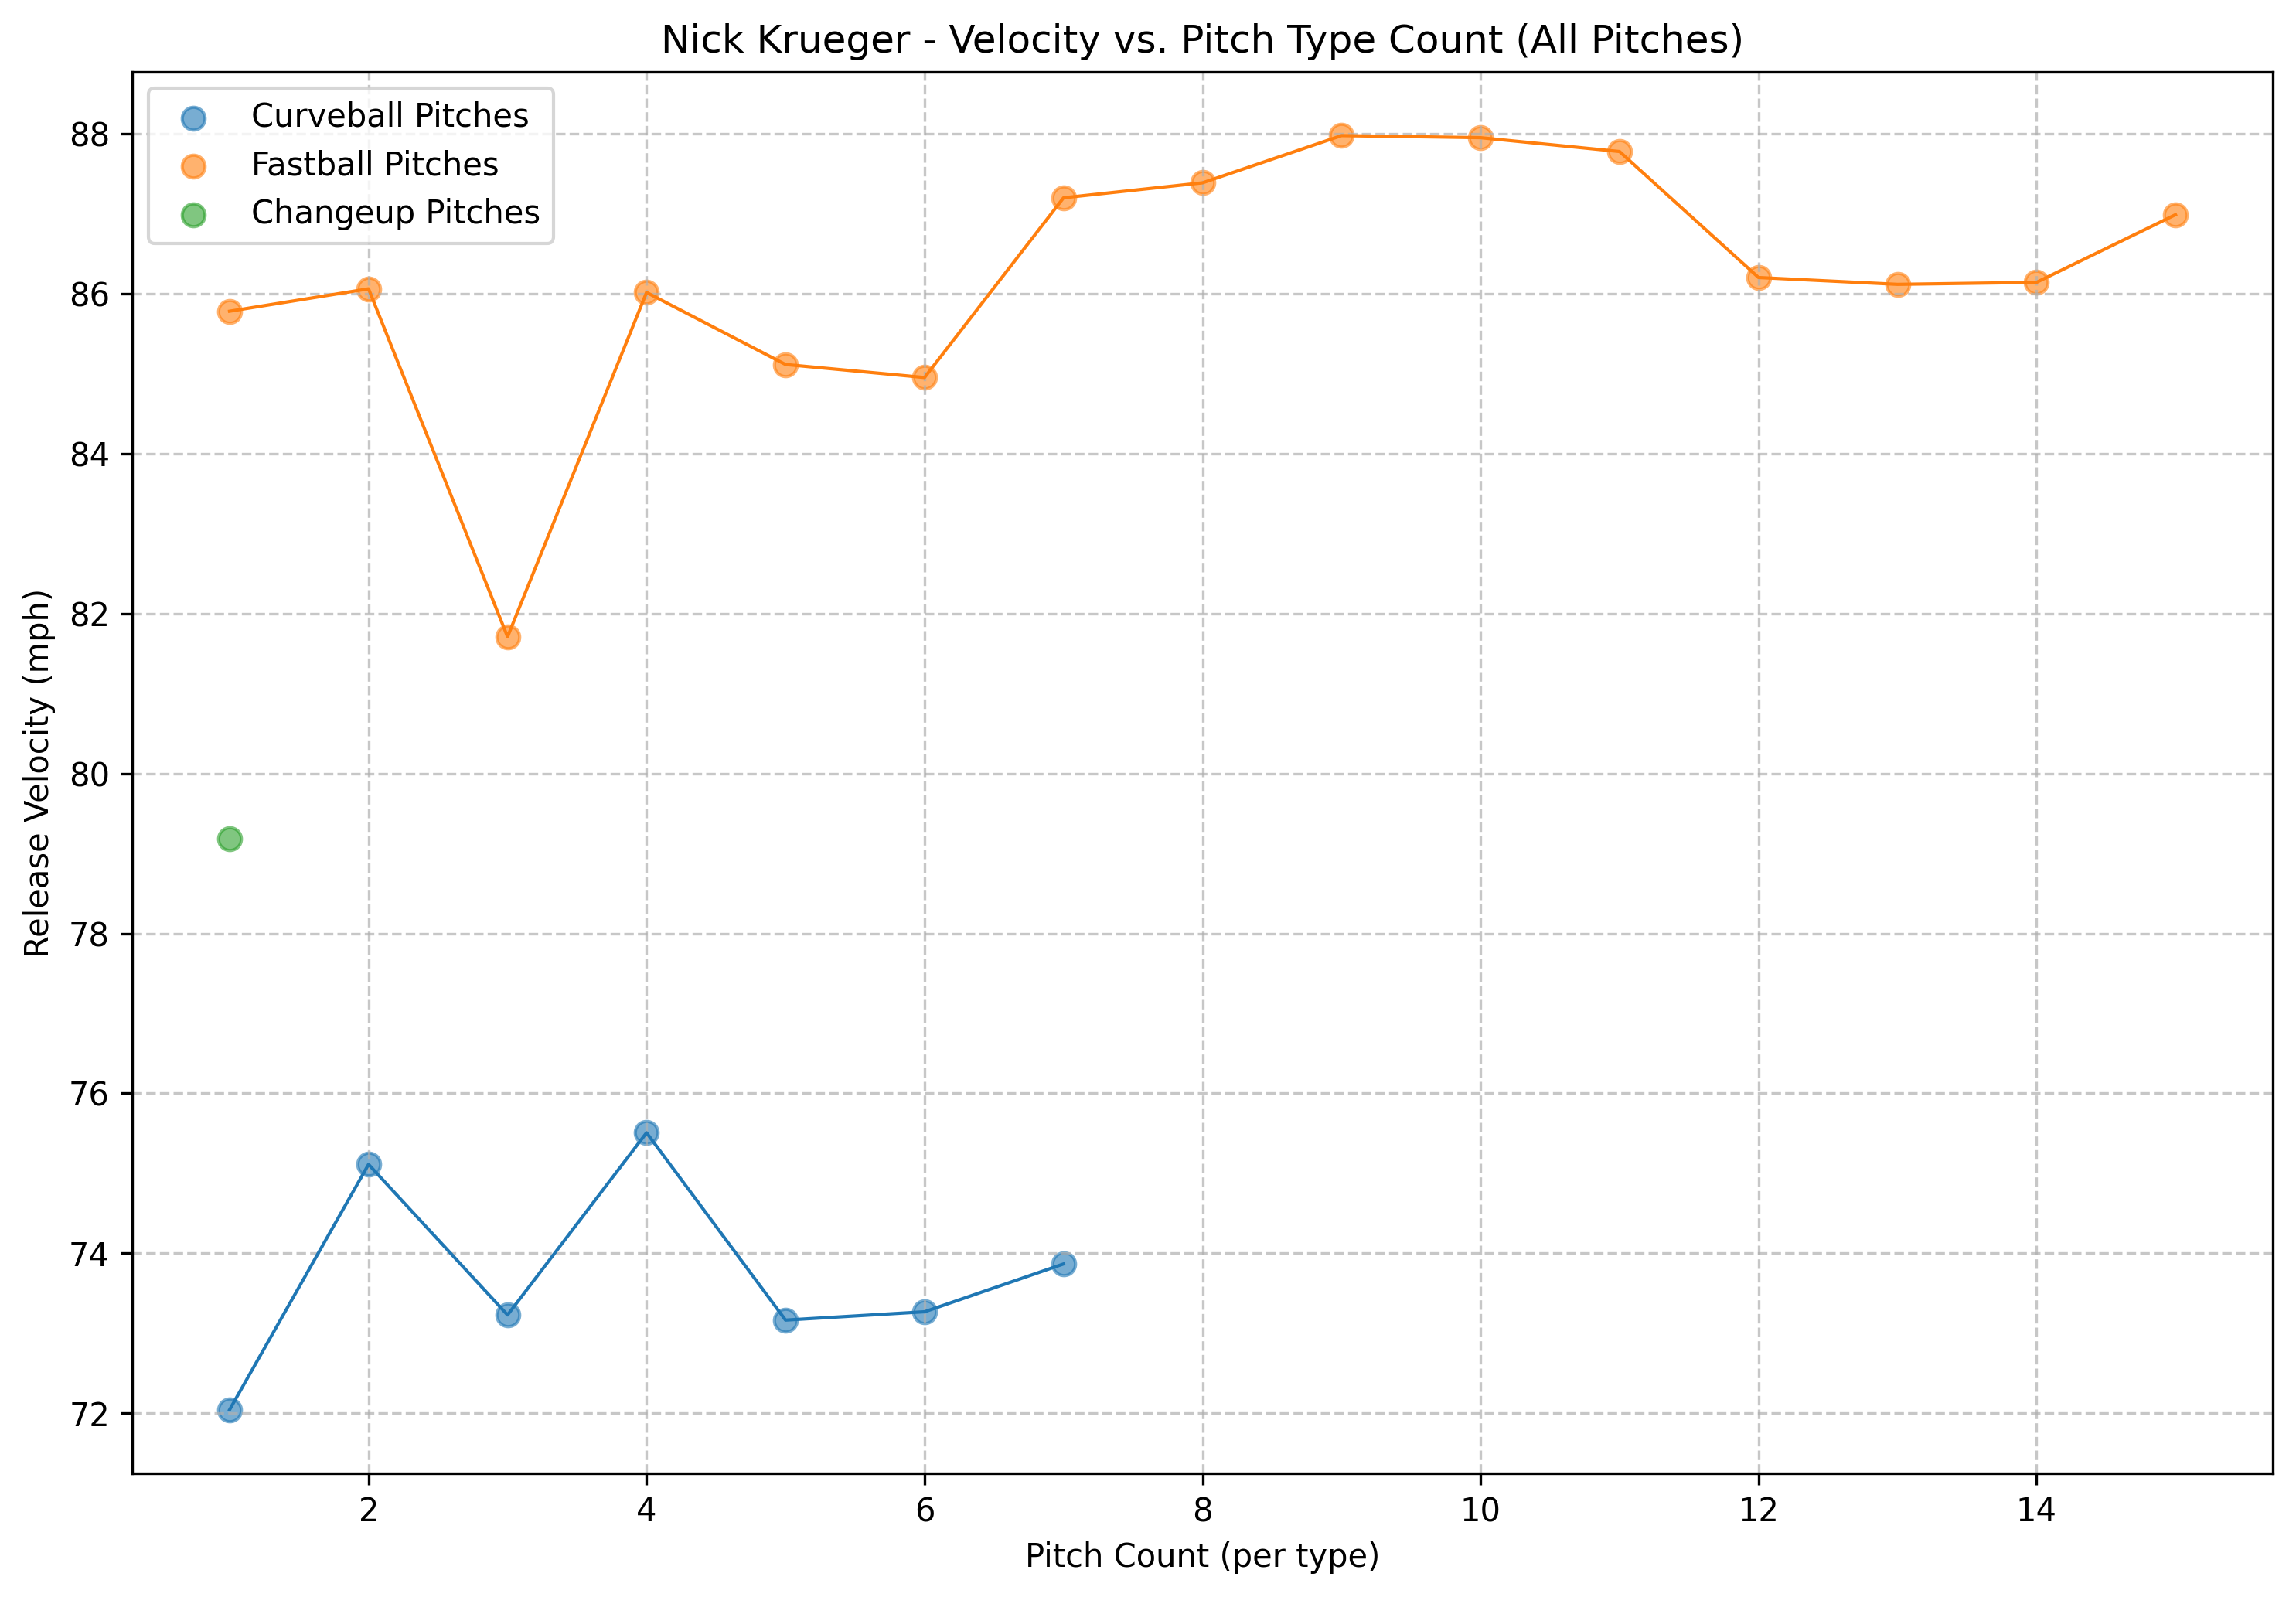 Nick Krueger - Velocity vs. Pitch Type Count (All Pitches)
Curveball Pitches
Fastball Pitches
Changeup Pitches
Release Velocity (mph)
88
86
84
82
80
78
76
74
72
2 4 6 8 10 12 14
Pitch Count (per type)